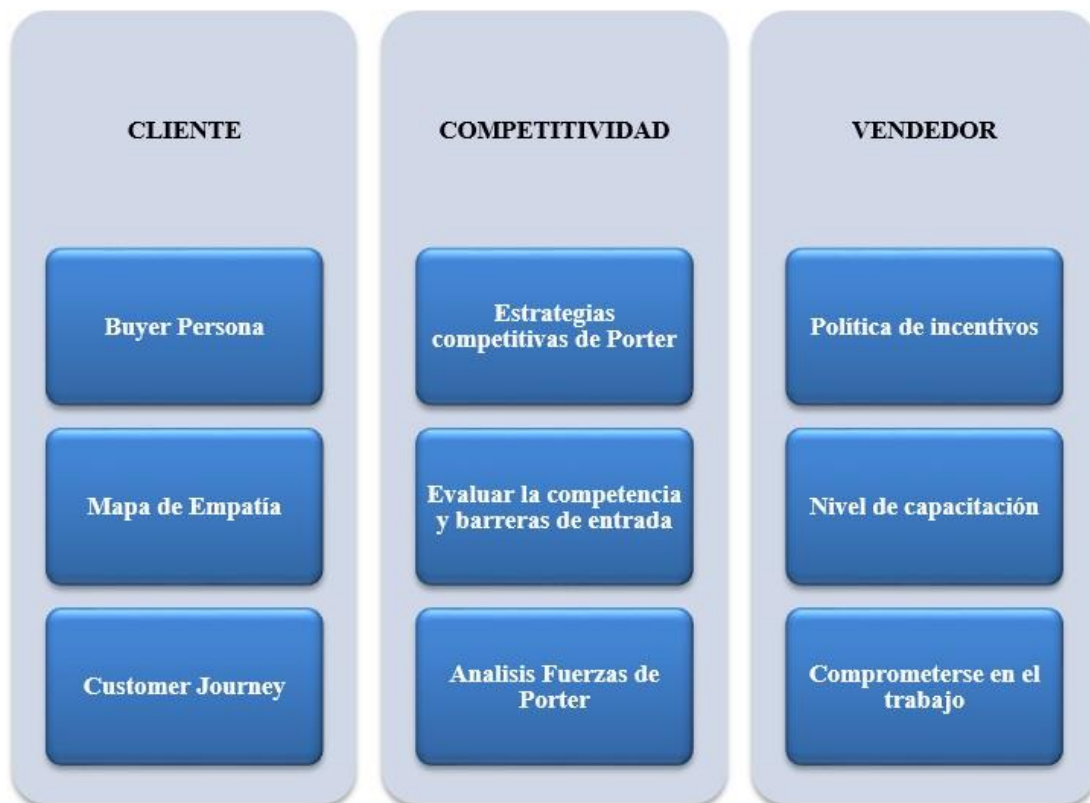 CLIENTE
Buyer Persona
Mapa de Empatía
Customer Journey
COMPETITIVIDAD
Estrategias
competitivas de Porter
Evaluar la competencia
y barreras de entrada
Analisis Fuerzas de
Porter
VENDEDOR
Política de incentivos
Nivel de capacitación
Comprometerse en el
trabajo